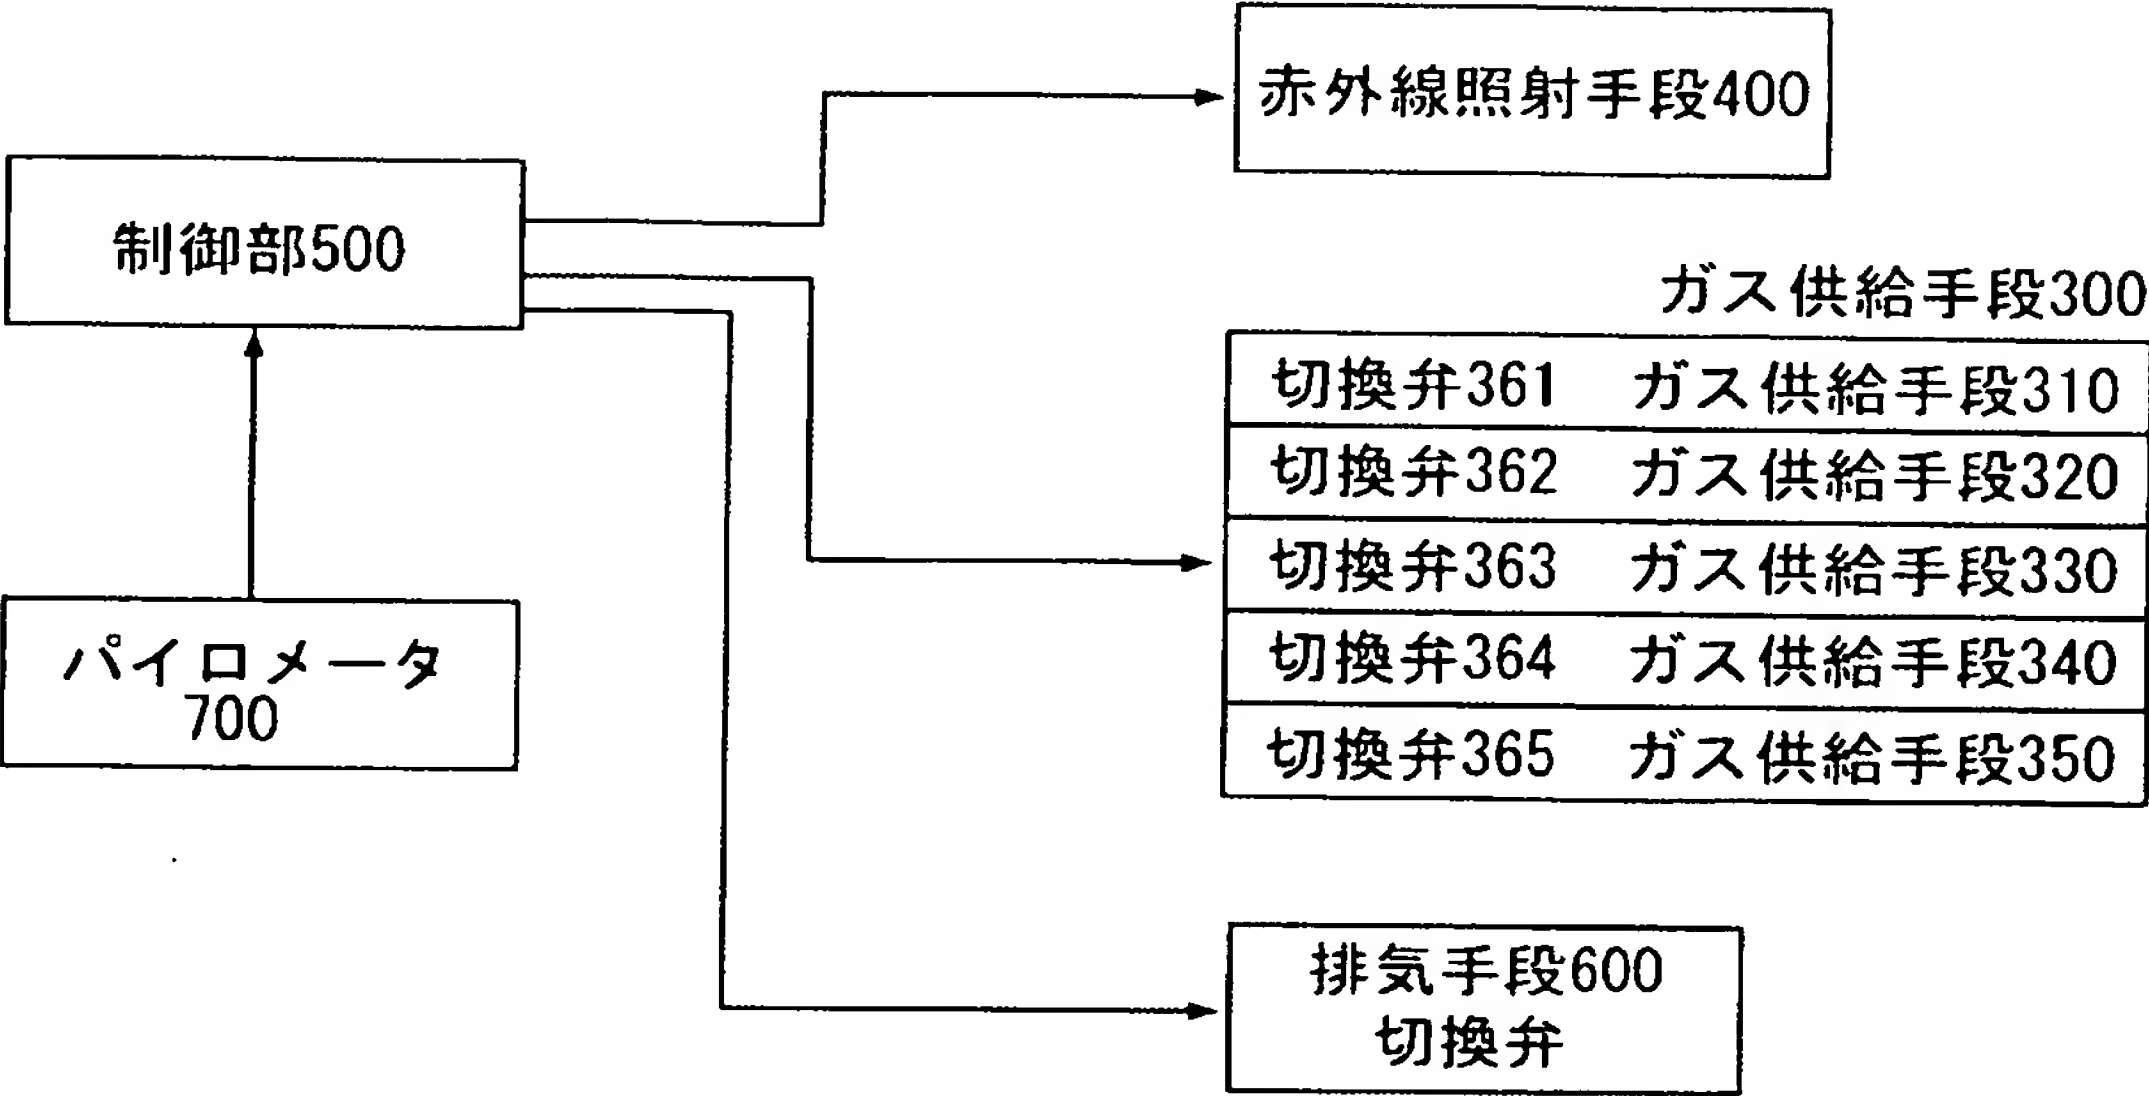 赤外線照射手段400
制御部500
ガス供給手段300
切換弁361 ガス供給手段310
切換弁362 ガス供給手段320
切換弁363 ガス供給手段330
切換弁364 ガス供給手段340
切換弁365 ガス供給手段350
パイロメータ
700
排気手段600
切換弁